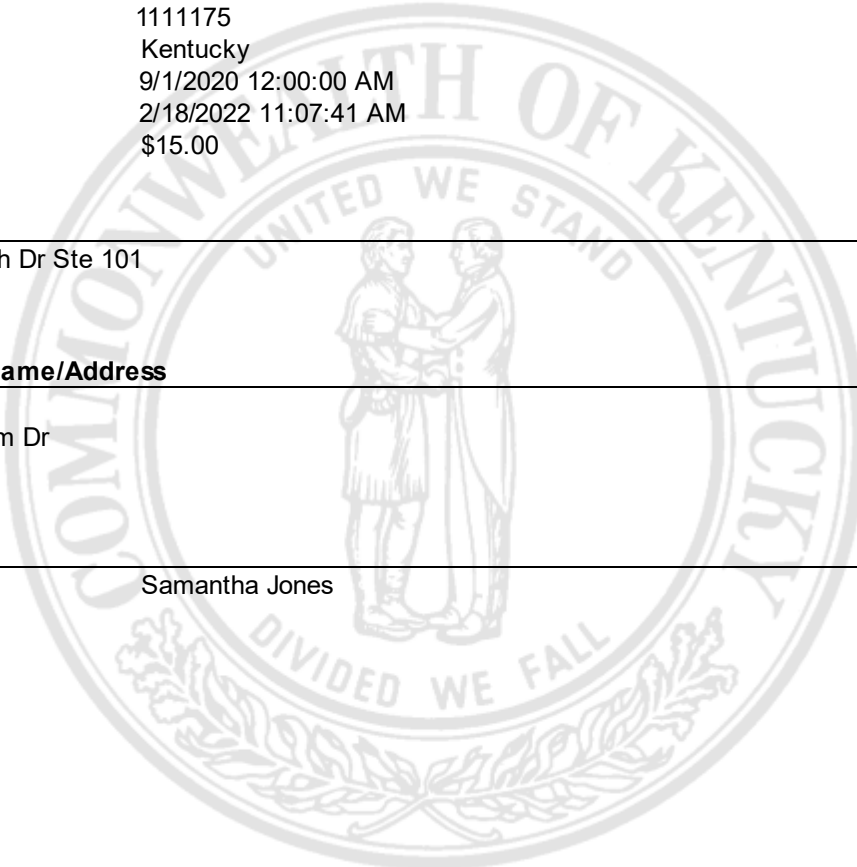 1111175
Kentucky
9/1/2020 12:00:00 AM
2/18/2022 11:07:41 AM
$15.00
COMMONWEALTH OF KENTUCKY
UNITED WE STAND
h Dr Ste 101
ame/Address
m Dr
Samantha Jones
DIVIDED WE FALL